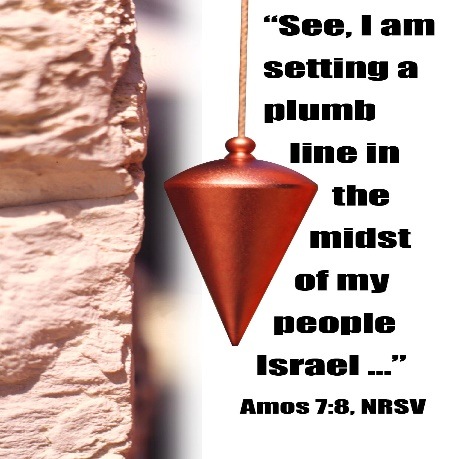 “See, I am
setting a
plumb
line in
the
midst
of my
people
Israel ...”
Amos 7:8, NRSV